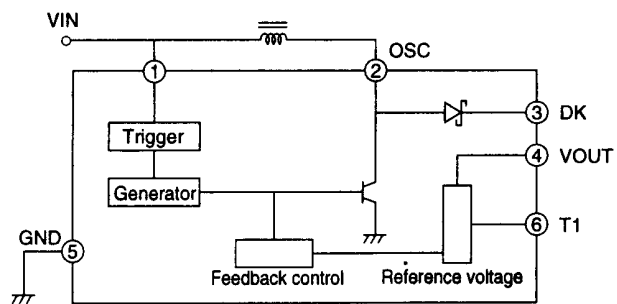 VIN
OSC
1
2
3 DK
Trigger
4 VOUT
Generator
6 T1
GND
5
Feedback control
Reference voltage